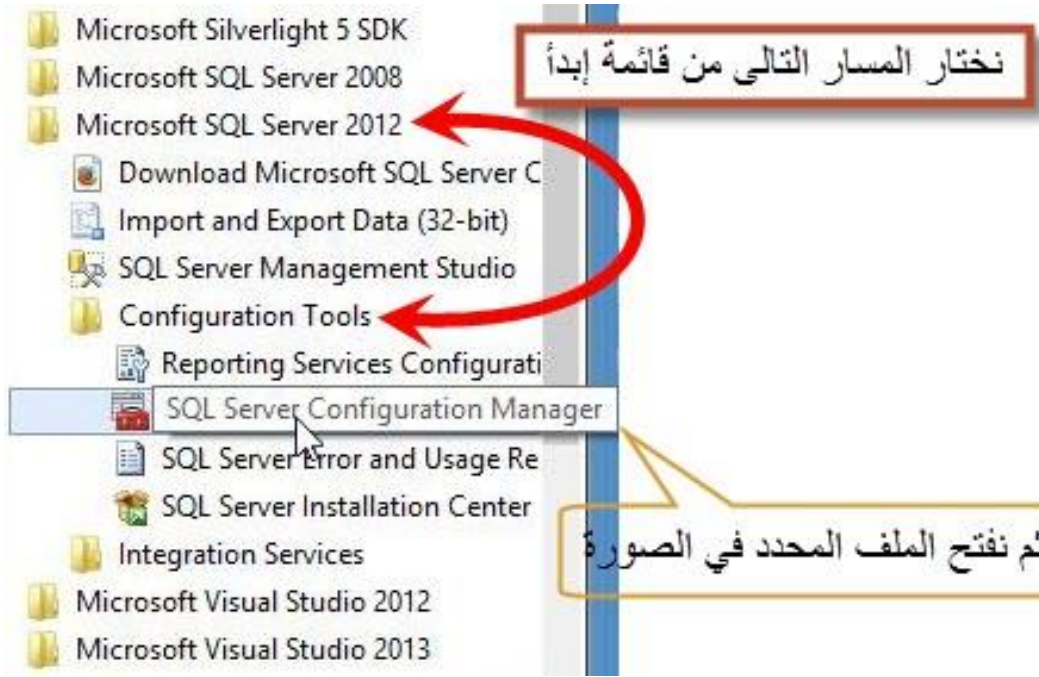 Microsoft Silverlight 5 SDK
نختار المسار التالى من قائمة إبدأ
Microsoft SQL Server 2008
Microsoft SQL Server 2012
Download Microsoft SQL Server C
Import and Export Data (32-bit)
SQL Server Management Studio
Configuration Tools
Reporting Services Configurati
SQL Server Configuration Manager
SQL Server Error and Usage Re
SQL Server Installation Center
ثم نفتح الملف المحدد في الصورة
Integration Services
Microsoft Visual Studio 2012
Microsoft Visual Studio 2013